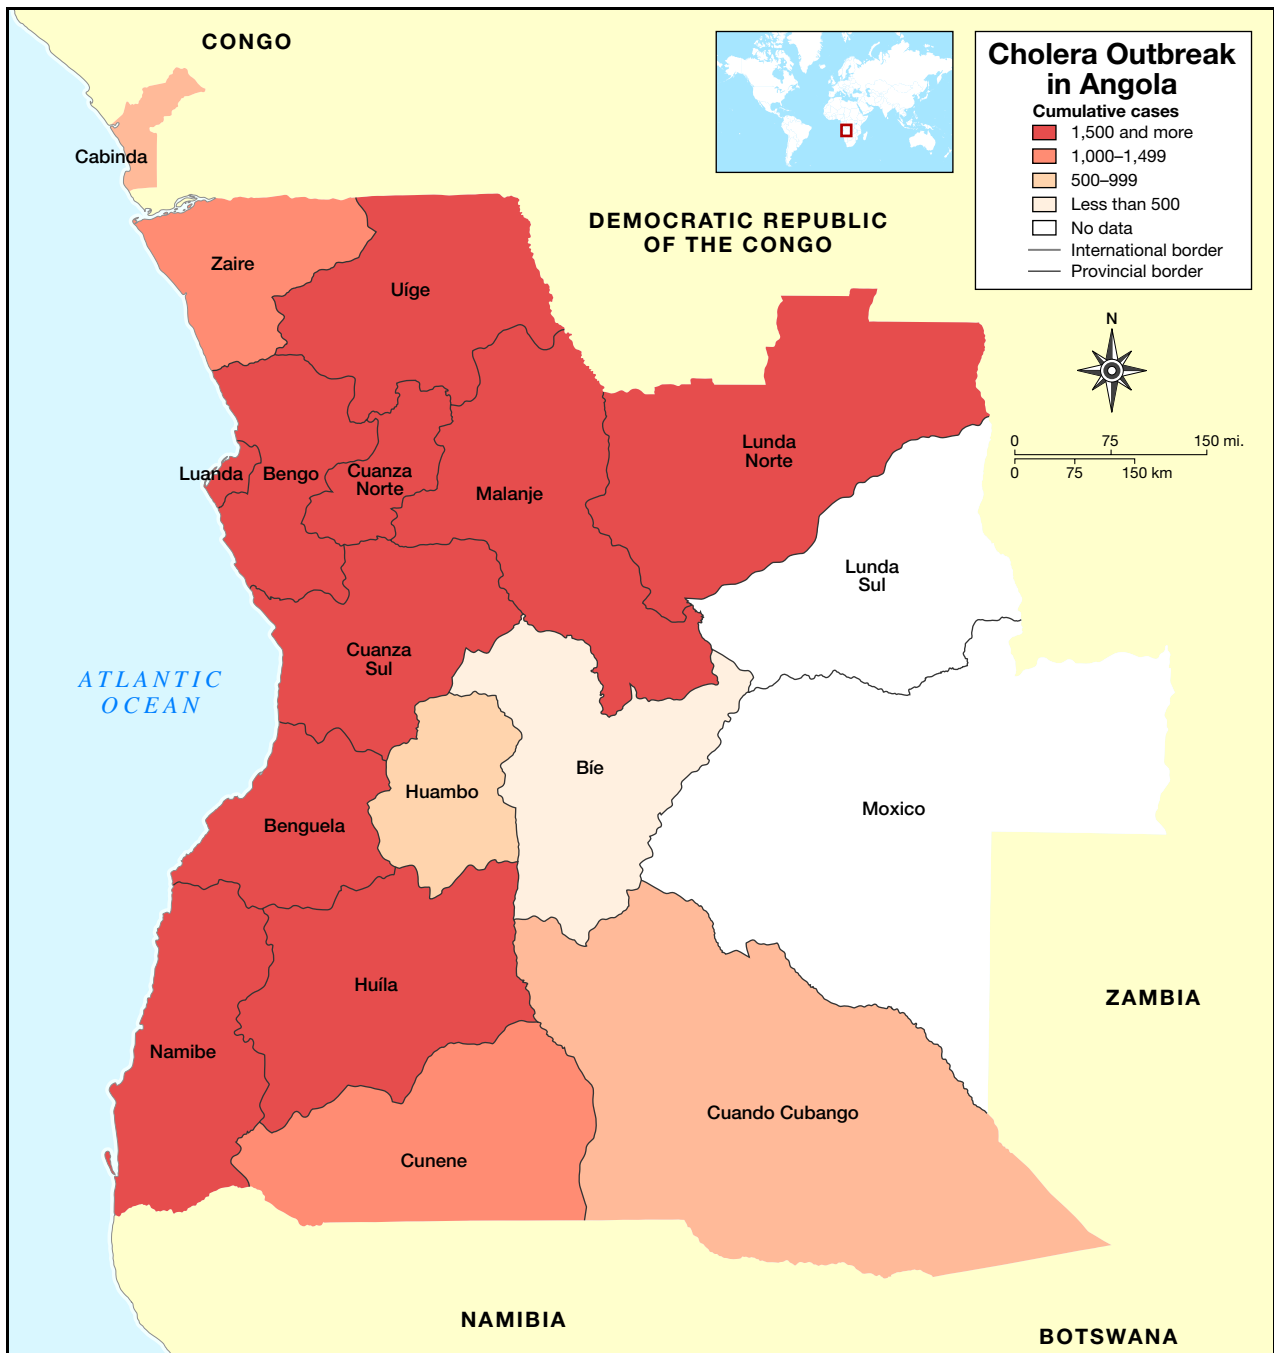 CONGO
Cholera Outbreak
in Angola
Cumulative cases
1,500 and more
1,000–1,499
500–999
Less than 500
No data
International border
Provincial border
Cabinda
DEMOCRATIC REPUBLIC
OF THE CONGO
Zaire
Uíge
N
0 75 150 mi.
0 75 150 km
Luanda
Bengo
Cuanza
Norte
Malanje
Lunda
Norte
Lunda
Sul
Cuanza
Sul
ATLANTIC
OCEAN
Huambo
Bíe
Moxico
Benguela
Huíla
Namibe
ZAMBIA
Cuando Cubango
Cunene
NAMIBIA
BOTSWANA